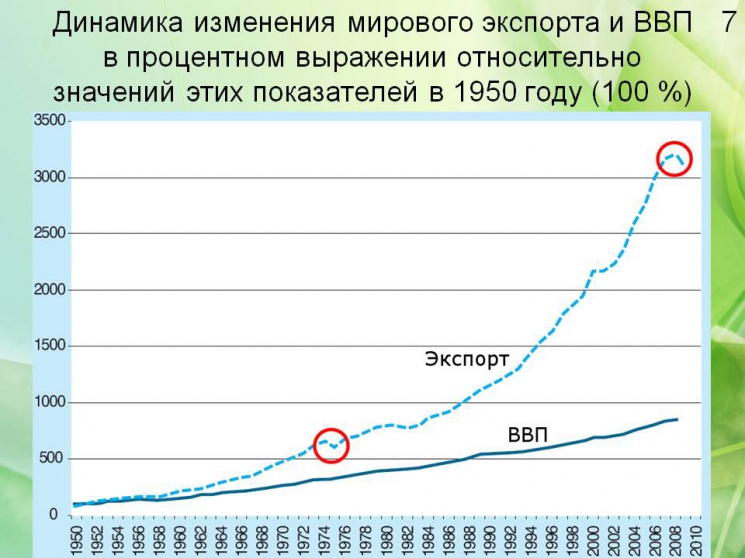 Динамика изменения мирового экспорта и ВВП 7
в процентном выражении относительно
значений этих показателей в 1950 году (100 %)
3500
3000
2500
2000
1500
Экспорт
1000
ВВП
500
0
1950 1952 1954 1956 1958 1960 1962 1964 1966 1968 1970 1972 1974 1976 1978 1980 1982 1984 1986 1988 1990 1992 1994 1996 1998 2000 2002 2004 2006 2008 2010